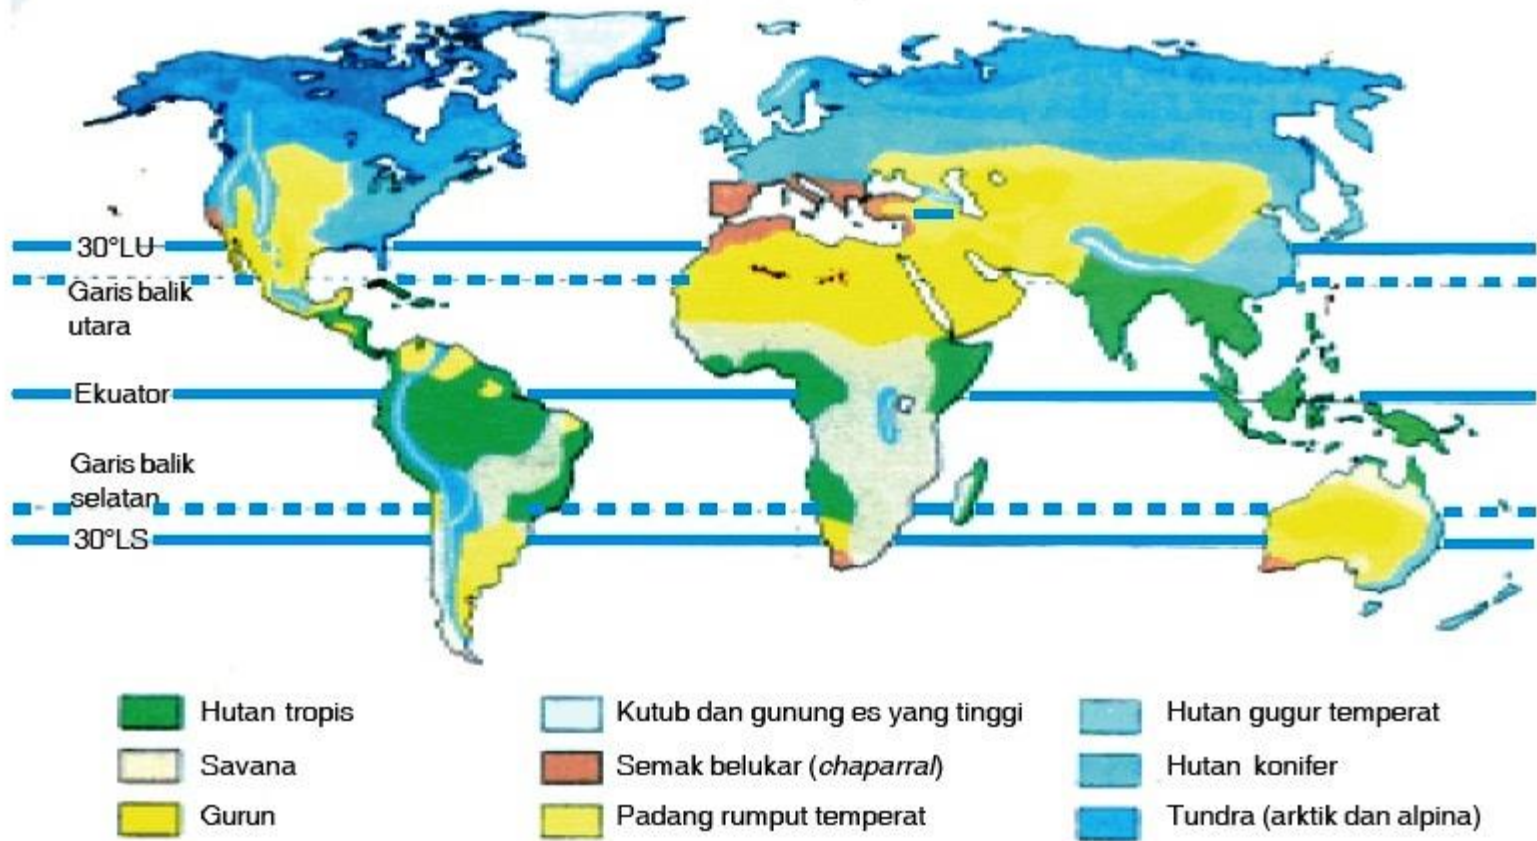 30°LU
Garis balik
utara
Ekuator
Garis balik
selatan
30°LS
Hutan tropis
Savana
Gurun
Kutub dan gunung es yang tinggi
Semak belukar (chaparral)
Padang rumput temperat
Hutan gugur temperat
Hutan konifer
Tundra (arktik dan alpina)